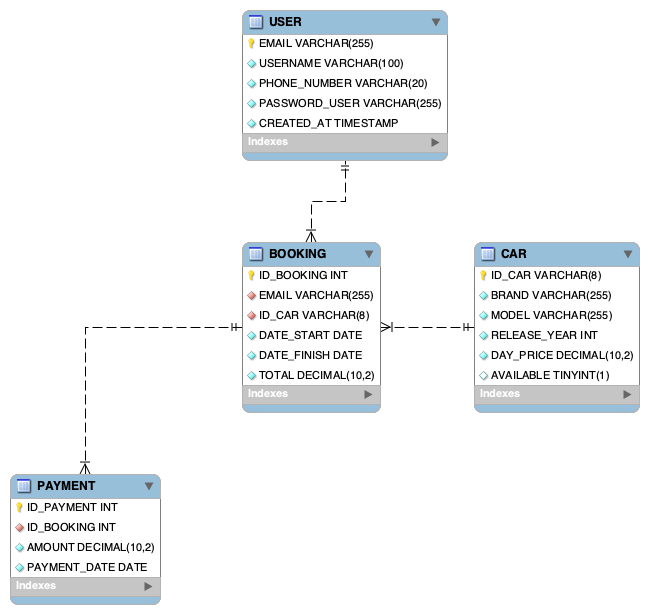 USER
EMAIL VARCHAR(255)
USERNAME VARCHAR(100)
PHONE_NUMBER VARCHAR(20)
PASSWORD_USER VARCHAR(255)
CREATED_AT TIMESTAMP
Indexes
BOOKING
ID_BOOKING INT
EMAIL VARCHAR(255)
ID_CAR VARCHAR(8)
DATE_START DATE
DATE_FINISH DATE
TOTAL DECIMAL(10,2)
Indexes
CAR
ID_CAR VARCHAR(8)
BRAND VARCHAR(255)
MODEL VARCHAR(255)
RELEASE_YEAR INT
DAY_PRICE DECIMAL(10,2)
AVAILABLE TINYINT(1)
Indexes
PAYMENT
ID_PAYMENT INT
ID_BOOKING INT
AMOUNT DECIMAL(10,2)
PAYMENT_DATE DATE
Indexes